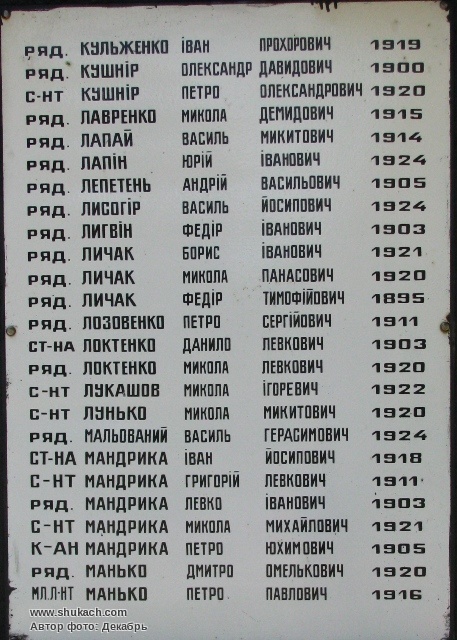 РЯД. КУЛЬЖЕНКО ІВАН ПРОХОРОВИЧ 1919
РЯД. КУШНІР ОЛЕКСАНДР ДАВИДОВИЧ 1900
С-НТ КУШНІР ПЕТРО ОЛЕКСАНДРОВИЧ 1920
РЯД. ЛАВРЕНКО МИКОЛА ДЕМИДОВИЧ 1915
РЯД. ЛАПАЙ ВАСИЛЬ МИКИТОВИЧ 1914
РЯД. ЛАПІН ЮРІЙ ІВАНОВИЧ 1924
РЯД. ЛЕПЕТЕНЬ АНДРІЙ ВАСИЛЬОВИЧ 1905
РЯД. ЛИСОГІР ВАСИЛЬ ЙОСИПОВИЧ 1924
РЯД. ЛИГВІН ФЕДІР ІВАНОВИЧ 1903
РЯД. ЛИЧАК БОРИС ІВАНОВИЧ 1921
РЯД. ЛИЧАК МИКОЛА ПАНАСОВИЧ 1920
РЯД. ЛИЧАК ФЕДІР ТИМОФІЙОВИЧ 1895
РЯД. ЛОЗОВЕНКО ПЕТРО СЕРГІЙОВИЧ 1911
СТ-НА ЛОКТЕНКО ДАНИЛО ЛЕВКОВИЧ 1903
РЯД. ЛОКТЕНКО МИКОЛА ЛЕВКОВИЧ 1920
С-НТ ЛУКАШОВ МИКОЛА ІГОРЕВИЧ 1922
С-НТ ЛУНЬКО МИКОЛА МИКИТОВИЧ 1920
РЯД. МАЛЬОВАНИЙ ВАСИЛЬ ГЕРАСИМОВИЧ 1924
СТ-НА МАНДРИКА ІВАН ЙОСИПОВИЧ 1918
С-НТ МАНДРИКА ГРИГОРІЙ ЛЕВКОВИЧ 1911
РЯД. МАНДРИКА ЛЕВКО ІВАНОВИЧ 1903
С-НТ МАНДРИКА МИКОЛА МИХАЙЛОВИЧ 1921
К-АН МАНДРИКА ПЕТРО ЮХИМОВИЧ 1905
РЯД. МАНЬКО ДМИТРО ОМЕЛЬКОВИЧ 1920
МЛ.Л-НТ МАНЬКО ПЕТРО ПАВЛОВИЧ 1916
www.shukach.com
Автор фото: Декабрь